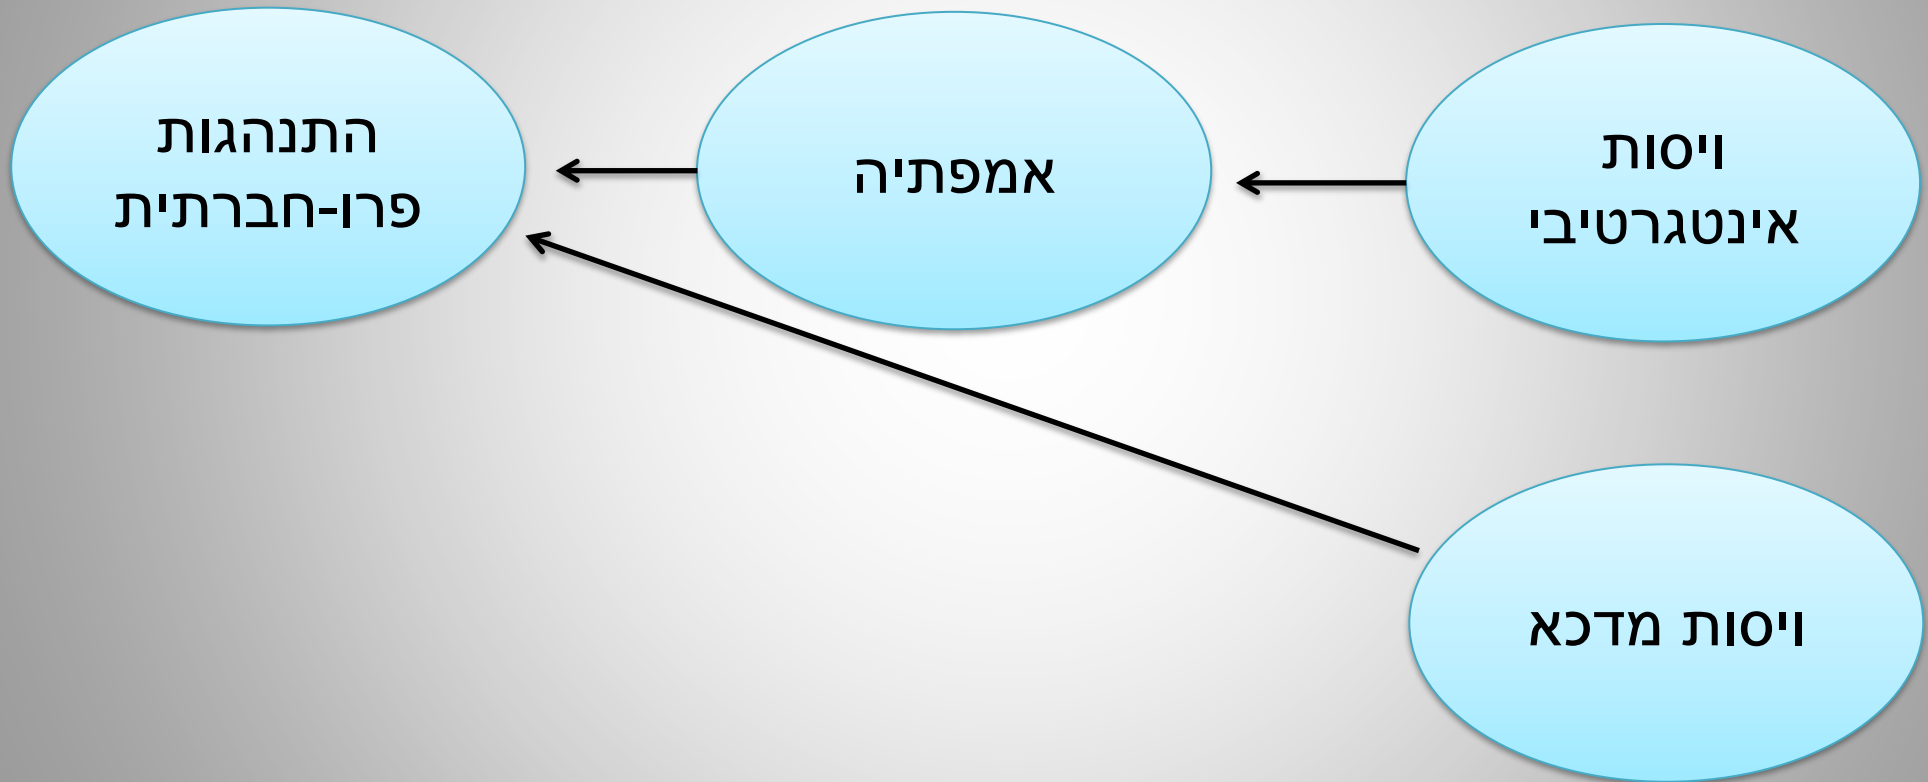 ויסות
אינטגרטיבי
אמפתיה
התנהגות
פרו-חברתית
ויסות מדכא